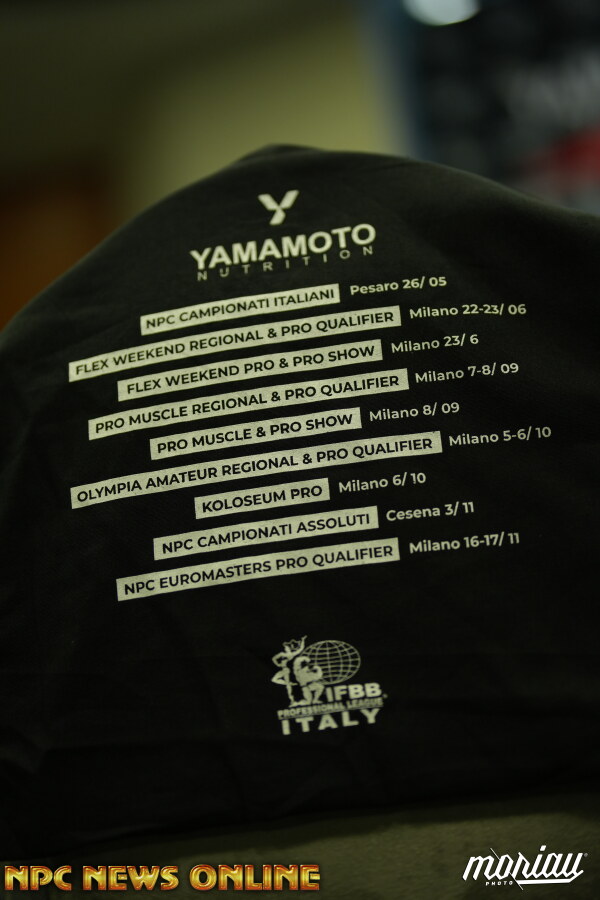 YAMAMOTO
NUTRITION
NPC CAMPIONATI ITALIANI Pesaro 26/ 05
FLEX WEEKEND REGIONAL & PRO QUALIFIER Milano 22-23/ 06
FLEX WEEKEND PRO & PRO SHOW Milano 23/ 6
PRO MUSCLE REGIONAL & PRO QUALIFIER Milano 7-8/ 09
PRO MUSCLE & PRO SHOW Milano 8/ 09
OLYMPIA AMATEUR REGIONAL & PRO QUALIFIER Milano 5-6/ 10
KOLOSEUM PRO Milano 6/ 10
NPC CAMPIONATI ASSOLUTI Cesena 3/ 11
NPC EUROMASTERS PRO QUALIFIER Milano 16-17/ 11
IFBB
PROFESSIONAL LEAGUE
ITALY
NPC NEWS ONLINE
moriau
PHOTO